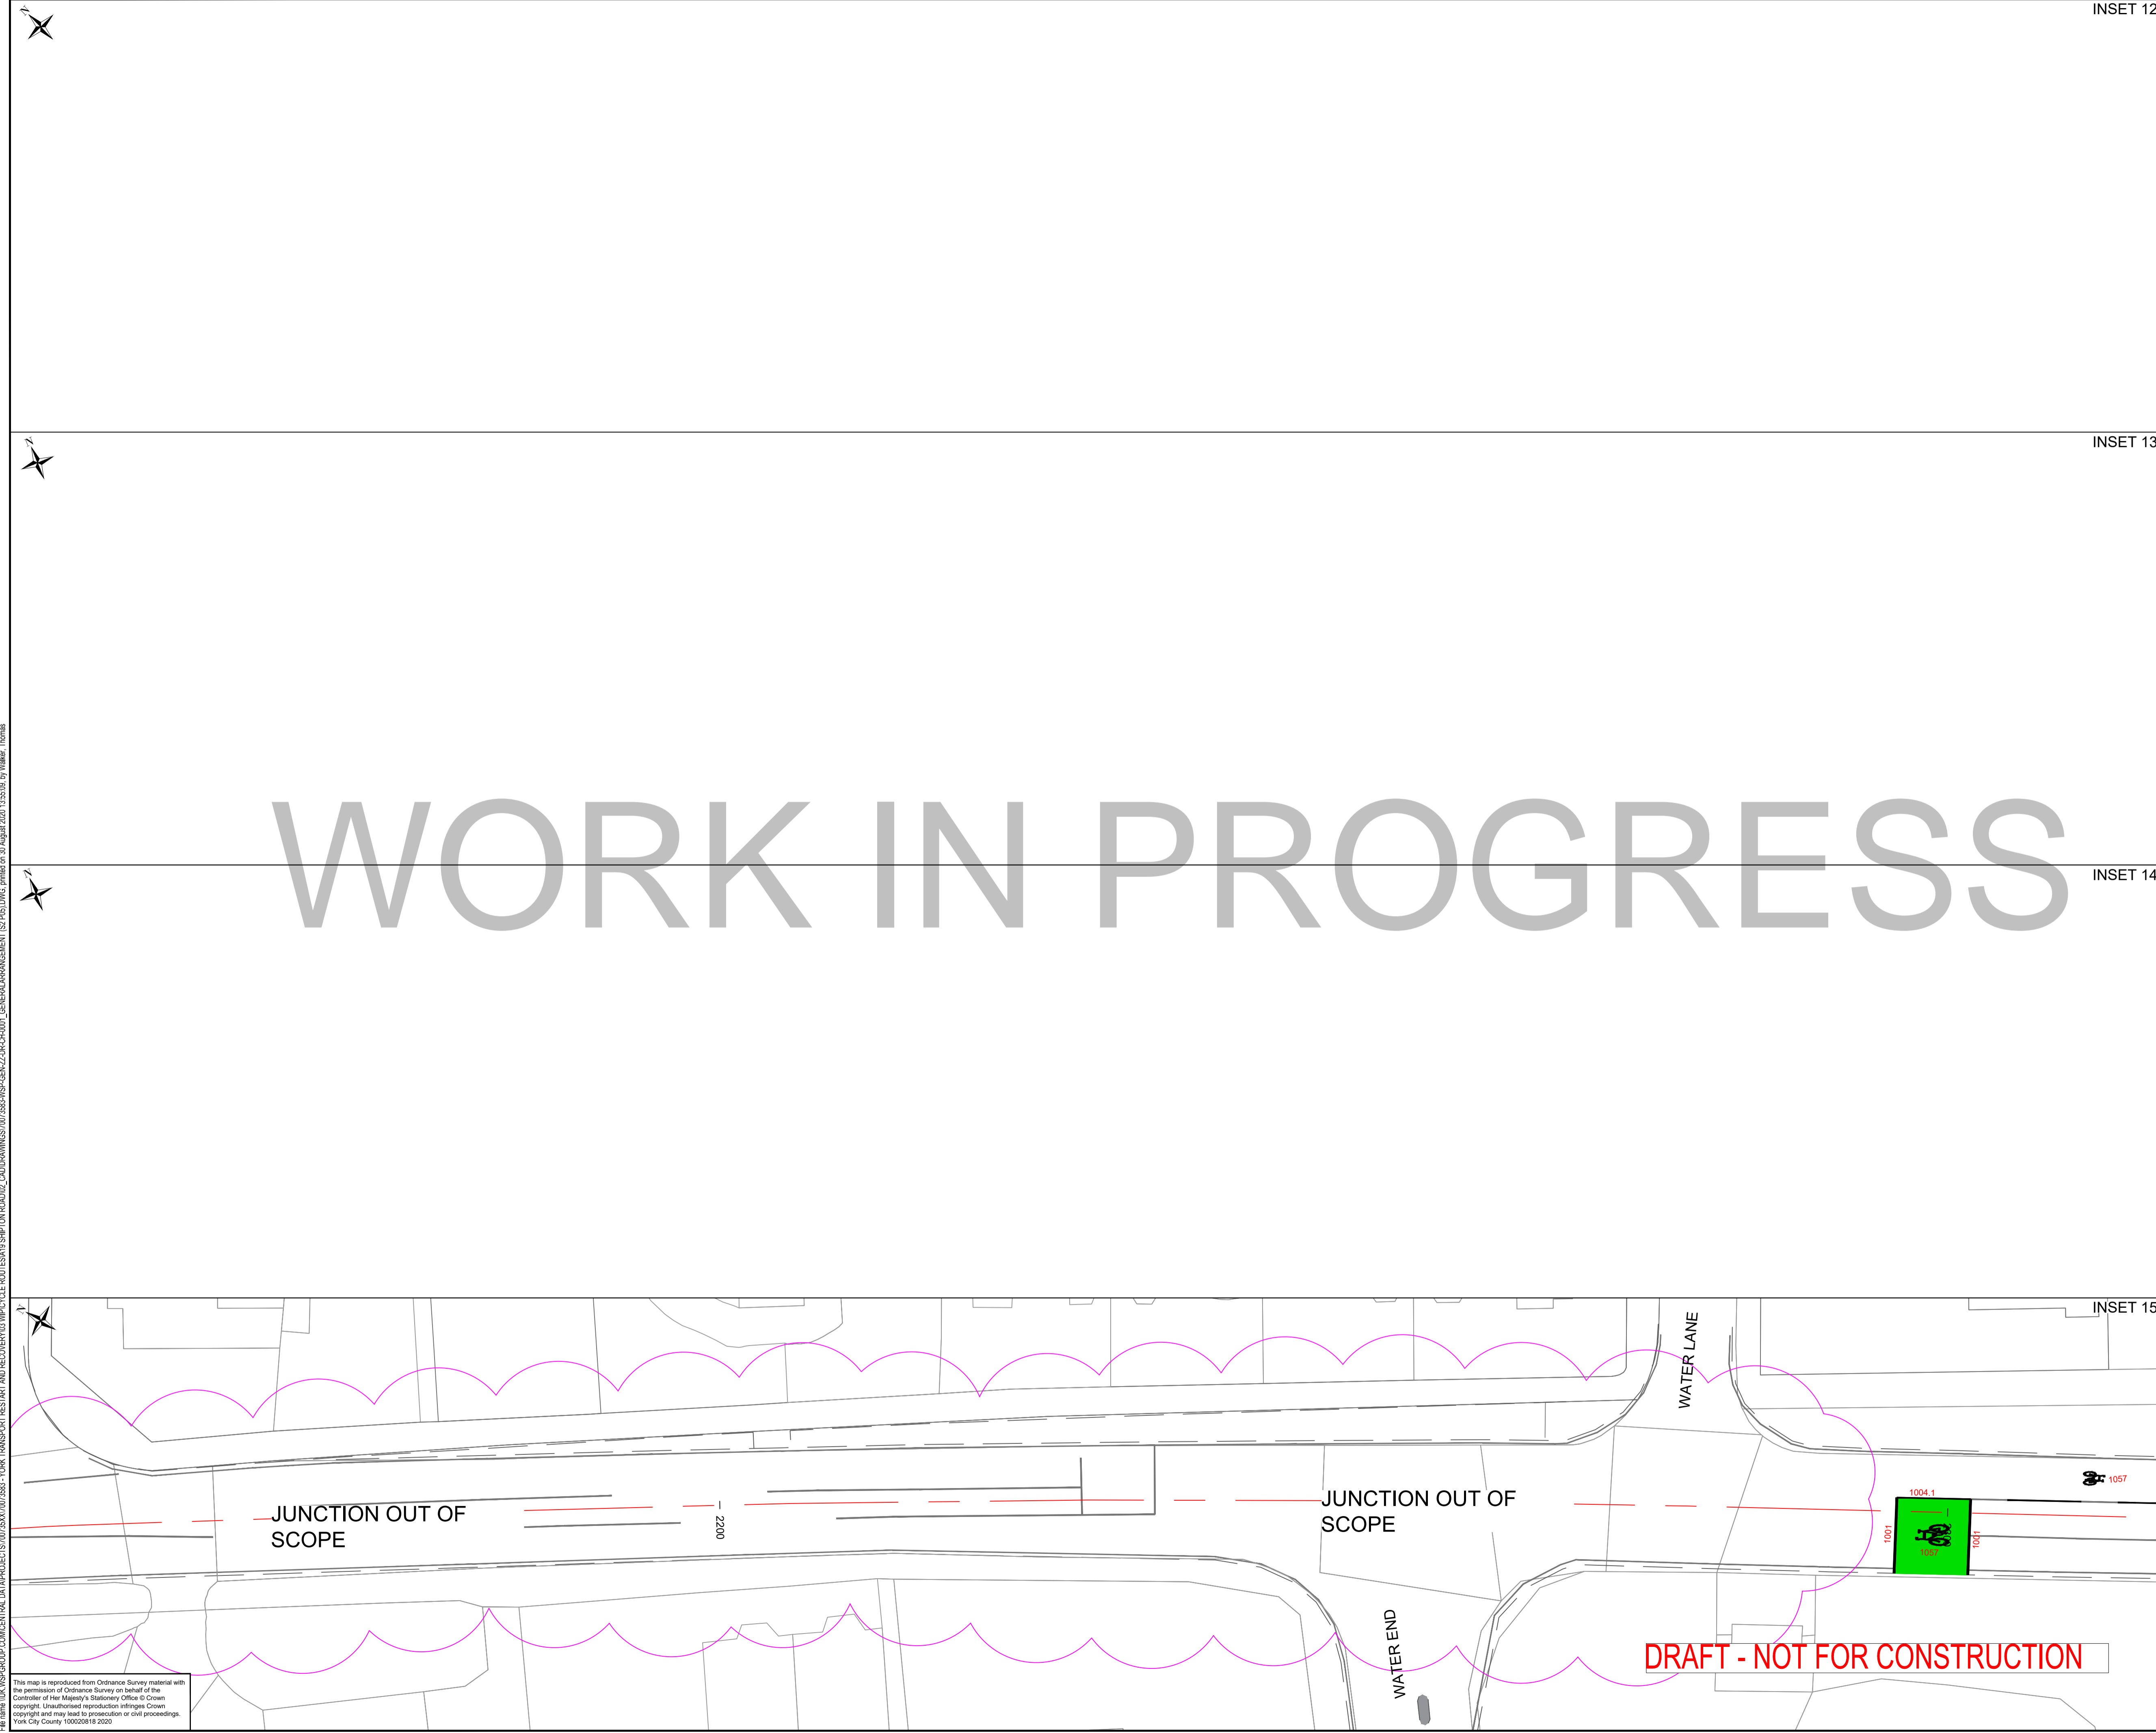 N
INSET 12
N
INSET 13
WORK IN PROGRESS
N
INSET 14
N
INSET 15
WATER LANE
1057
1004.1
JUNCTION OUT OF
SCOPE
2200
JUNCTION OUT OF
SCOPE
1001
1057
1001
WATER END
DRAFT - NOT FOR CONSTRUCTION
This map is reproduced from Ordnance Survey material with
the permission of Ordnance Survey on behalf of the
Controller of Her Majesty's Stationery Office © Crown
copyright. Unauthorised reproduction infringes Crown
copyright and may lead to prosecution or civil proceedings.
York City County 100020818 2020